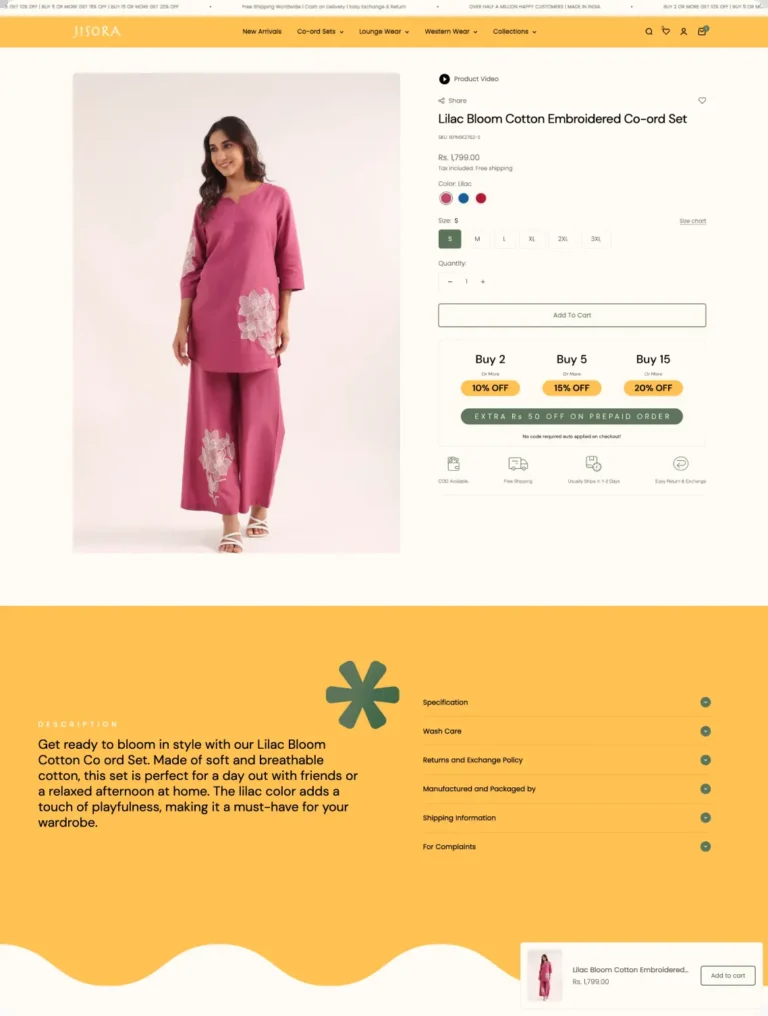 GET 10% OFF | BUY 5 OR MORE GET 15% OFF | BUY 15 OR MORE GET 20% OFF • Free Shipping Worldwide | Cash on Delivery | Easy Exchange & Return • OVER HALF A MILLION HAPPY CUSTOMERS | MADE IN INDIA • BUY 2 OR MORE GET 10% OFF | BUY 5 OR
JISORA
New Arrivals Co-ord Sets Lounge Wear Western Wear Collections
Product Video
Share
Lilac Bloom Cotton Embroidered Co-ord Set
Rs. 1,799.00
Tax included. Free shipping
Color: Lilac
Size: S
Size chart
S M L XL 2XL 3XL
Quantity:
- 1 +
Add To Cart
Buy 2 Buy 5 Buy 15
Or More Or More Or More
10% OFF 15% OFF 20% OFF
EXTRA Rs 50 OFF ON PREPAID ORDER
No code required auto applied on checkout!
COD Available Free Shipping Usually Ships in 1-3 Days Easy Return & Exchange
DESCRIPTION
Get ready to bloom in style with our Lilac Bloom
Cotton Co ord Set. Made of soft and breathable
cotton, this set is perfect for a day out with friends or
a relaxed afternoon at home. The lilac color adds a
touch of playfulness, making it a must-have for your
wardrobe.
Specification
Wash Care
Returns and Exchange Policy
Manufactured and Packaged by
Shipping Information
For Complaints
Lilac Bloom Cotton Embroidered...
Rs. 1,799.00
Add to cart